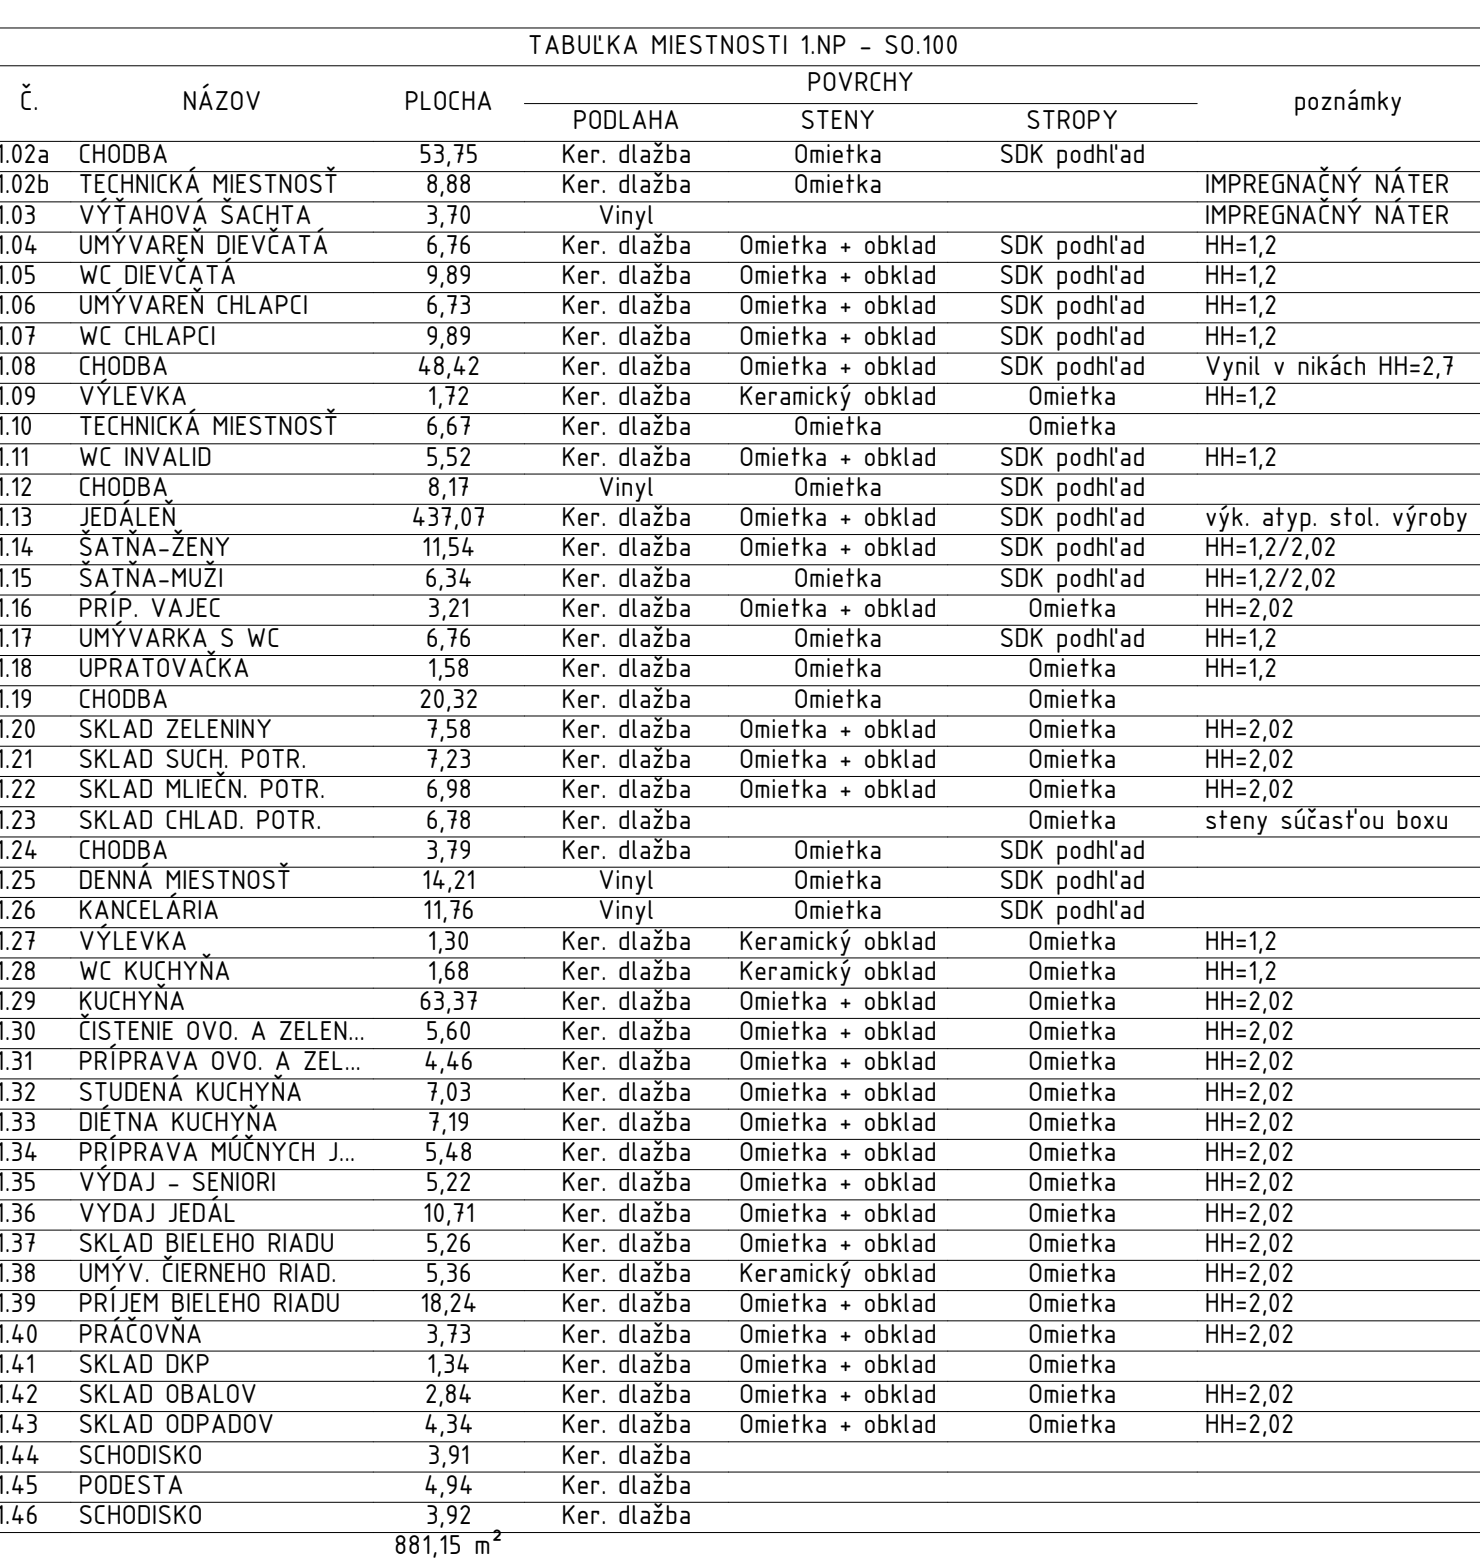 TABUĽKA MIESTNOSTI 1.NP - SO.100
Č. NÁZOV PLOCHA POVRCHY poznámky
PODLAHA STENY STROPY
1.02a CHODBA 53,75 Ker. dlažba Omietka SDK podhľad
1.02b TECHNICKÁ MIESTNOSŤ 8,88 Ker. dlažba Omietka IMPREGNAČNÝ NÁTER
1.03 VÝŤAHOVÁ ŠACHTA 3,70 Vinyl IMPREGNAČNÝ NÁTER
1.04 UMÝVAREŇ DIEVČATÁ 6,76 Ker. dlažba Omietka + obklad SDK podhľad HH=1,2
1.05 WC DIEVČATÁ 9,89 Ker. dlažba Omietka + obklad SDK podhľad HH=1,2
1.06 UMÝVAREŇ CHLAPCI 6,73 Ker. dlažba Omietka + obklad SDK podhľad HH=1,2
1.07 WC CHLAPCI 9,89 Ker. dlažba Omietka + obklad SDK podhľad HH=1,2
1.08 CHODBA 48,42 Ker. dlažba Omietka + obklad SDK podhľad Vynil v nikách HH=2,7
1.09 VÝLEVKA 1,72 Ker. dlažba Keramický obklad Omietka HH=1,2
1.10 TECHNICKÁ MIESTNOSŤ 6,67 Ker. dlažba Omietka Omietka
1.11 WC INVALID 5,52 Ker. dlažba Omietka + obklad SDK podhľad HH=1,2
1.12 CHODBA 8,17 Vinyl Omietka SDK podhľad
1.13 JEDÁLEŇ 437,07 Ker. dlažba Omietka + obklad SDK podhľad výk. atyp. stol. výroby
1.14 ŠATŇA-ŽENY 11,54 Ker. dlažba Omietka + obklad SDK podhľad HH=1,2/2,02
1.15 ŠATŇA-MUŽI 6,34 Ker. dlažba Omietka SDK podhľad HH=1,2/2,02
1.16 PRÍP. VAJEC 3,21 Ker. dlažba Omietka + obklad Omietka HH=2,02
1.17 UMÝVARKA S WC 6,76 Ker. dlažba Omietka SDK podhľad HH=1,2
1.18 UPRATOVAČKA 1,58 Ker. dlažba Omietka Omietka HH=1,2
1.19 CHODBA 20,32 Ker. dlažba Omietka Omietka
1.20 SKLAD ZELENINY 7,58 Ker. dlažba Omietka + obklad Omietka HH=2,02
1.21 SKLAD SUCH. POTR. 7,23 Ker. dlažba Omietka + obklad Omietka HH=2,02
1.22 SKLAD MLIEČN. POTR. 6,98 Ker. dlažba Omietka + obklad Omietka HH=2,02
1.23 SKLAD CHLAD. POTR. 6,78 Ker. dlažba Omietka steny súčasťou boxu
1.24 CHODBA 3,79 Ker. dlažba Omietka SDK podhľad
1.25 DENNÁ MIESTNOSŤ 14,21 Vinyl Omietka SDK podhľad
1.26 KANCELÁRIA 11,76 Vinyl Omietka SDK podhľad
1.27 VÝLEVKA 1,30 Ker. dlažba Keramický obklad Omietka HH=1,2
1.28 WC KUCHYŇA 1,68 Ker. dlažba Keramický obklad Omietka HH=1,2
1.29 KUCHYŇA 63,37 Ker. dlažba Omietka + obklad Omietka HH=2,02
1.30 ČISTENIE OVO. A ZELEN... 5,60 Ker. dlažba Omietka + obklad Omietka HH=2,02
1.31 PRÍPRAVA OVO. A ZEL... 4,46 Ker. dlažba Omietka + obklad Omietka HH=2,02
1.32 STUDENÁ KUCHYŇA 7,03 Ker. dlažba Omietka + obklad Omietka HH=2,02
1.33 DIÉTNA KUCHYŇA 7,19 Ker. dlažba Omietka + obklad Omietka HH=2,02
1.34 PRÍPRAVA MÚČNYCH J... 5,48 Ker. dlažba Omietka + obklad Omietka HH=2,02
1.35 VÝDAJ - SENIORI 5,22 Ker. dlažba Omietka + obklad Omietka HH=2,02
1.36 VYDAJ JEDÁL 10,71 Ker. dlažba Omietka + obklad Omietka HH=2,02
1.37 SKLAD BIELEHO RIADU 5,26 Ker. dlažba Omietka + obklad Omietka HH=2,02
1.38 UMÝV. ČIERNEHO RIAD. 5,36 Ker. dlažba Keramický obklad Omietka HH=2,02
1.39 PRÍJEM BIELEHO RIADU 18,24 Ker. dlažba Omietka + obklad Omietka HH=2,02
1.40 PRÁČOVŇA 3,73 Ker. dlažba Omietka + obklad Omietka HH=2,02
1.41 SKLAD DKP 1,34 Ker. dlažba Omietka + obklad Omietka
1.42 SKLAD OBALOV 2,84 Ker. dlažba Omietka + obklad Omietka HH=2,02
1.43 SKLAD ODPADOV 4,34 Ker. dlažba Omietka + obklad Omietka HH=2,02
1.44 SCHODISKO 3,91 Ker. dlažba
1.45 PODESTA 4,94 Ker. dlažba
1.46 SCHODISKO 3,92 Ker. dlažba
881,15 m²